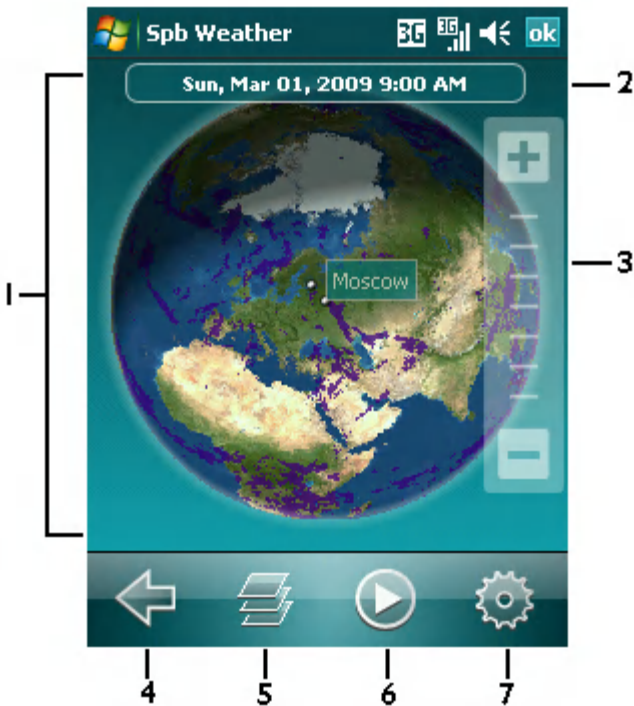 Spb Weather 3G 3G ok
Sun, Mar 01, 2009 9:00 AM
2
3
Moscow
1
4 5 6 7